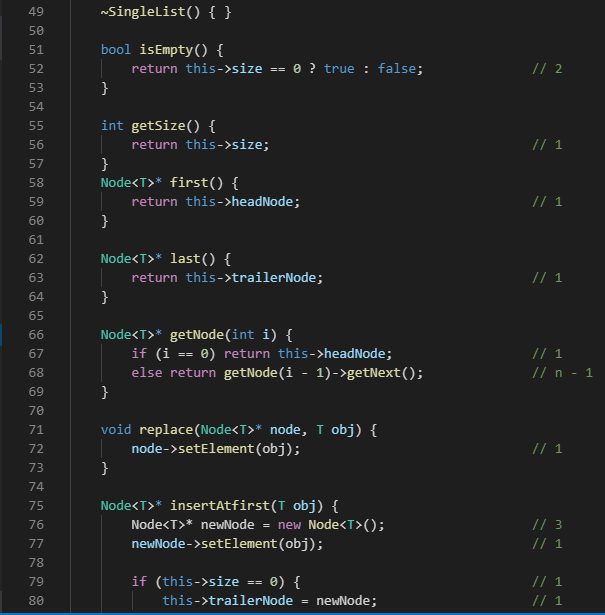 49 ~SingleList() { }
50
51 bool isEmpty() {
52 return this->size == 0 ? true : false; // 2
53 }
54
55 int getSize() {
56 return this->size; // 1
57 }
58 Node<T>* first() {
59 return this->headNode; // 1
60 }
61
62 Node<T>* last() {
63 return this->trailerNode; // 1
64 }
65
66 Node<T>* getNode(int i) {
67 if (i == 0) return this->headNode; // 1
68 else return getNode(i - 1)->getNext(); // n - 1
69 }
70
71 void replace(Node<T>* node, T obj) {
72 node->setElement(obj); // 1
73 }
74
75 Node<T>* insertAtfirst(T obj) {
76 Node<T>* newNode = new Node<T>(); // 3
77 newNode->setElement(obj); // 1
78
79 if (this->size == 0) { // 1
80 this->trailerNode = newNode; // 1